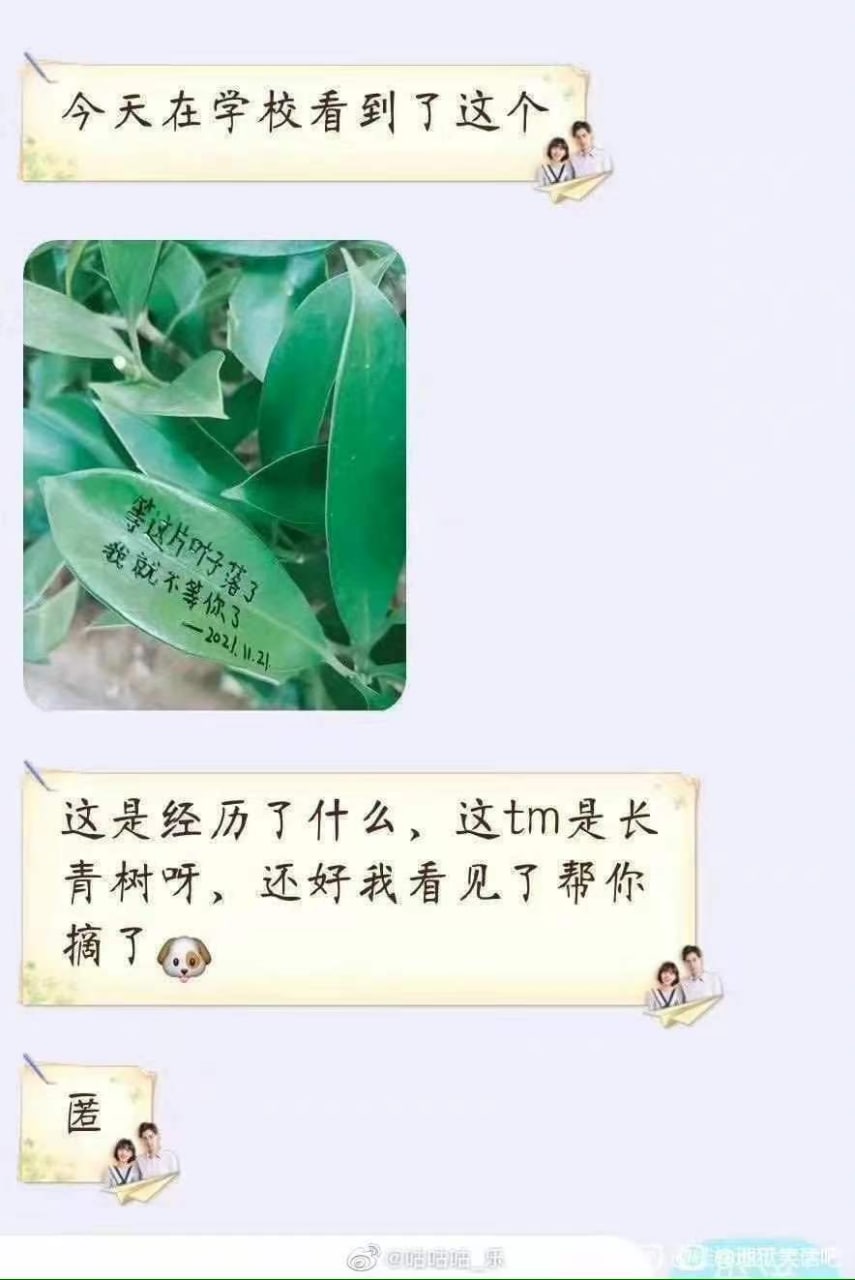 今天在学校看到了这个
等这片叶子落了
我就不等你了
—2021.11.21
这是经历了什么，这tm是长
青树呀，还好我看见了帮你
摘了🐶
匿
@咕咕咕_乐